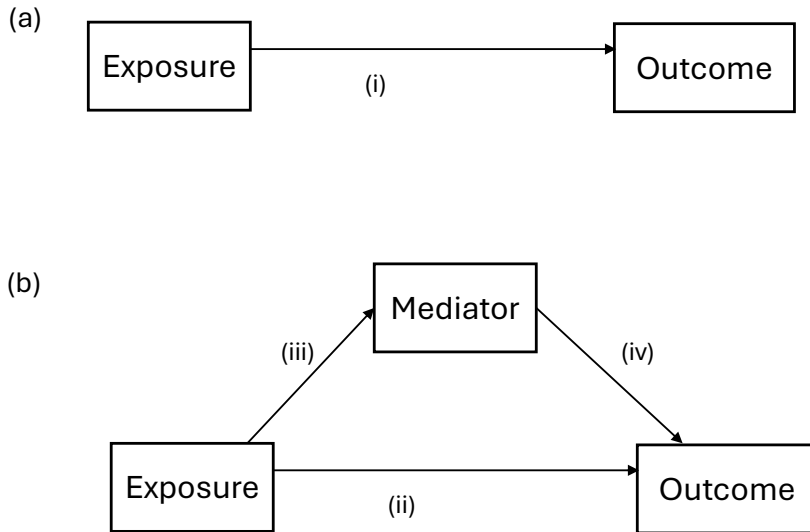 (a)
Exposure
Outcome
(i)
(b)
Mediator
(iii)
(iv)
Exposure
Outcome
(ii)